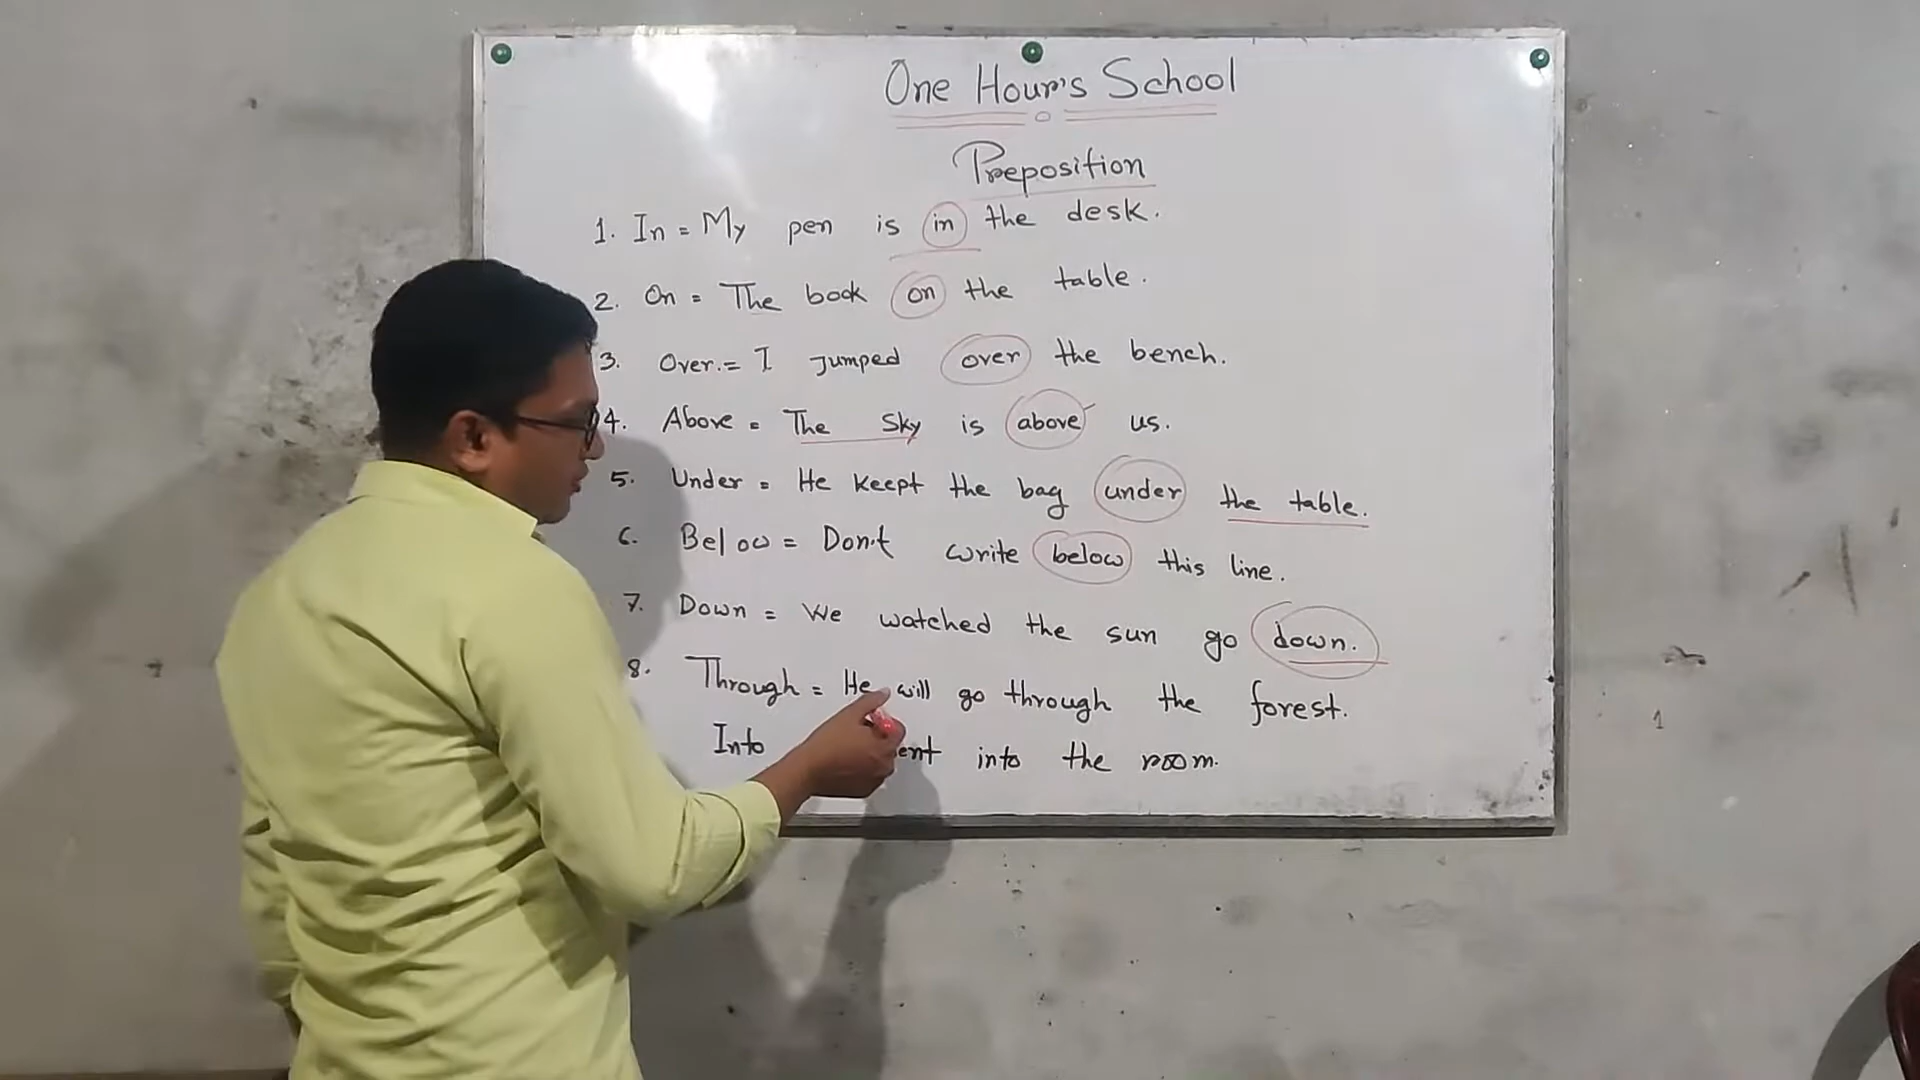 One Hour's School
Preposition
1. In = My pen is in the desk.
2. On = The book on the table.
3. Over. = I Jumped over the bench.
4. Above = The Sky is above us.
5. Under = He keept the bag under the table.
6. Below = Don't write below this line.
7. Down = We watched the sun go down.
8. Through = He will go through the forest.
Into into the room.
1